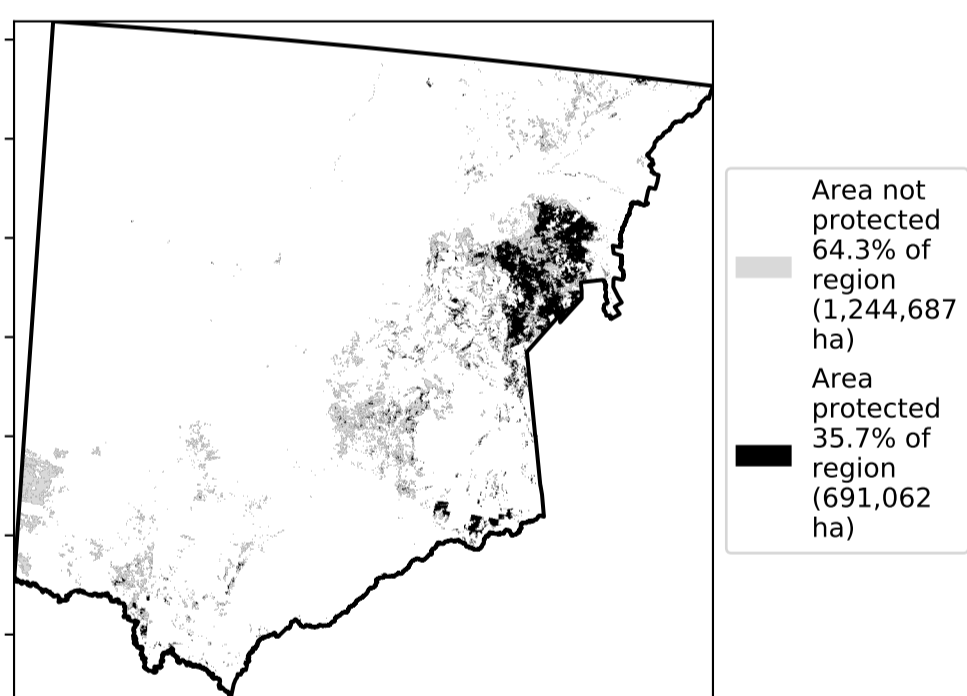 Area not
protected
64.3% of
region
(1,244,687
ha)
Area
protected
35.7% of
region
(691,062
ha)